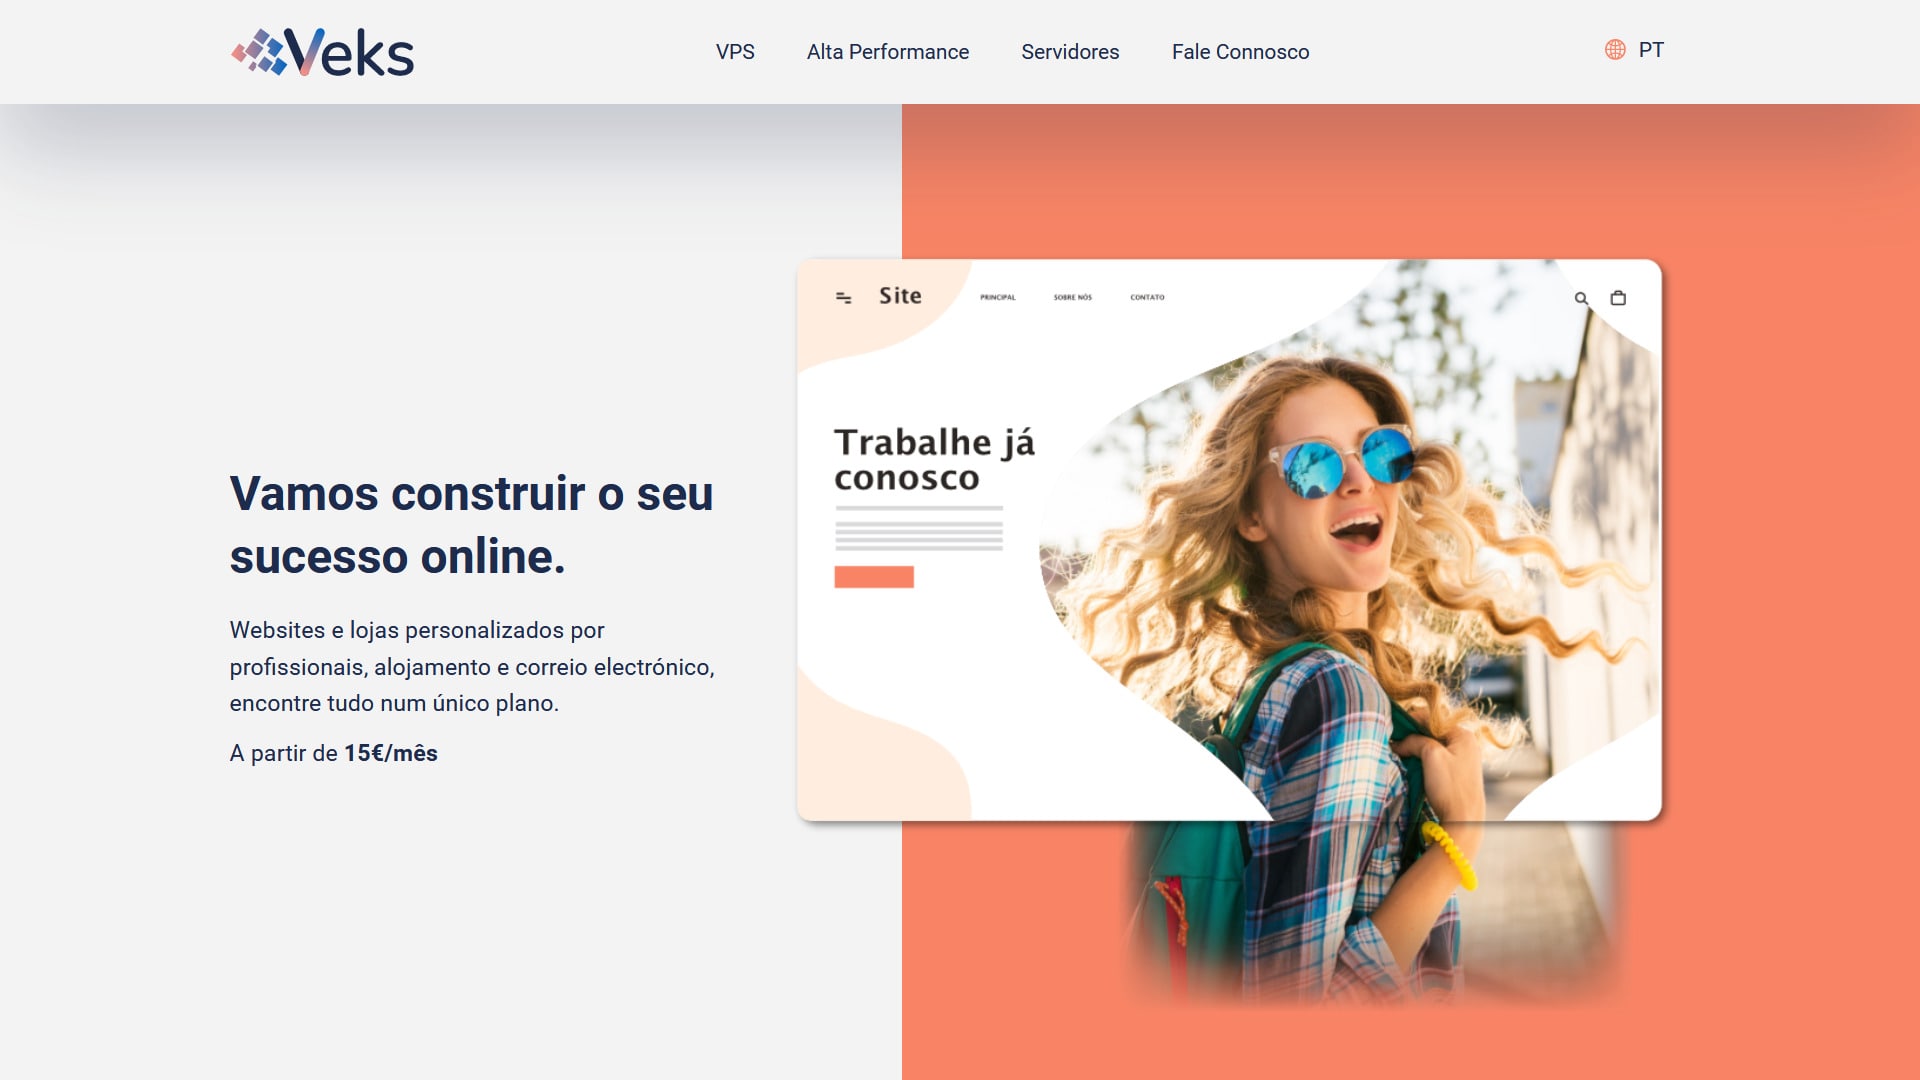 Veks
VPS
Alta Performance
Servidores
Fale Connosco
PT
Site
PRINCIPAL
SOBRE NÓS
CONTATO
Trabalhe já
conosco
Vamos construir o seu
sucesso online.
Websites e lojas personalizados por
profissionais, alojamento e correio electrónico,
encontre tudo num único plano.
A partir de 15€/mês